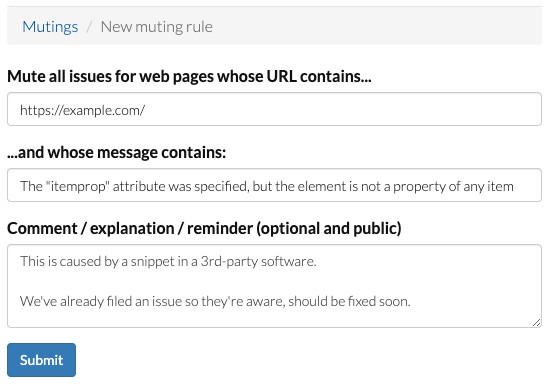 Mutings / New muting rule
Mute all issues for web pages whose URL contains...
https://example.com/
...and whose message contains:
The "itemprop" attribute was specified, but the element is not a property of any item
Comment / explanation / reminder (optional and public)
This is caused by a snippet in a 3rd-party software.
We've already filed an issue so they're aware, should be fixed soon.
Submit